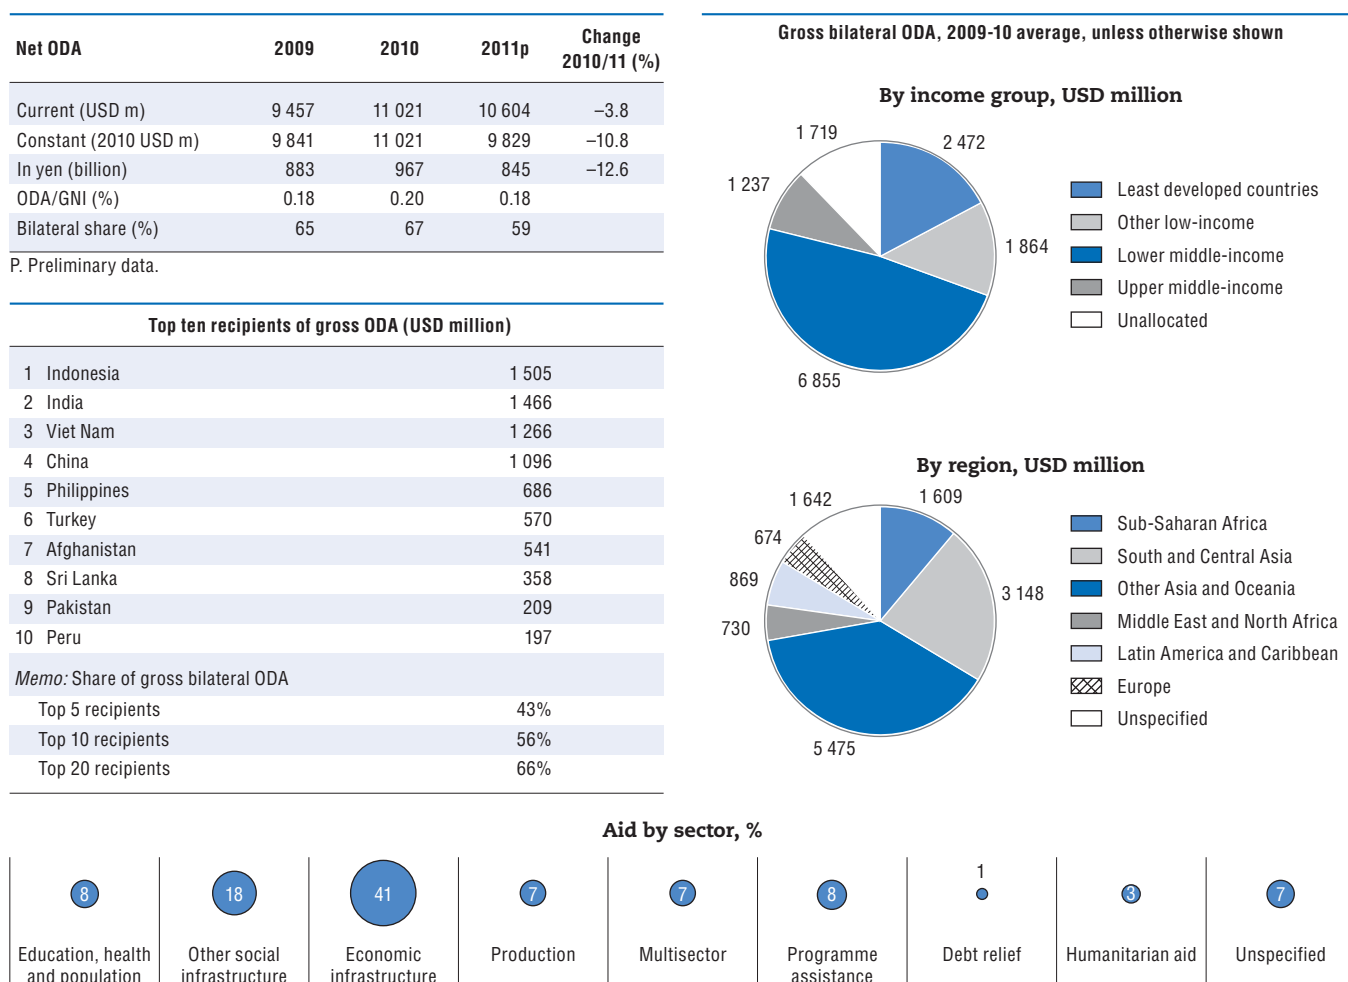 Net ODA 2009 2010 2011p Change 2010/11 (%)
Current (USD m) 9 457 11 021 10 604 –3.8
Constant (2010 USD m) 9 841 11 021 9 829 –10.8
In yen (billion) 883 967 845 –12.6
ODA/GNI (%) 0.18 0.20 0.18
Bilateral share (%) 65 67 59
P. Preliminary data.
Top ten recipients of gross ODA (USD million)
1 Indonesia 1 505
2 India 1 466
3 Viet Nam 1 266
4 China 1 096
5 Philippines 686
6 Turkey 570
7 Afghanistan 541
8 Sri Lanka 358
9 Pakistan 209
10 Peru 197
Memo: Share of gross bilateral ODA
Top 5 recipients 43%
Top 10 recipients 56%
Top 20 recipients 66%
Gross bilateral ODA, 2009-10 average, unless otherwise shown
By income group, USD million
1 719
2 472
1 237
1 864
6 855
Least developed countries
Other low-income
Lower middle-income
Upper middle-income
Unallocated
By region, USD million
1 642
1 609
674
869
3 148
730
5 475
Sub-Saharan Africa
South and Central Asia
Other Asia and Oceania
Middle East and North Africa
Latin America and Caribbean
Europe
Unspecified
Aid by sector, %
8 18 41 7 7 8 1 3 7
Education, health and population
Other social infrastructure
Economic infrastructure
Production
Multisector
Programme assistance
Debt relief
Humanitarian aid
Unspecified